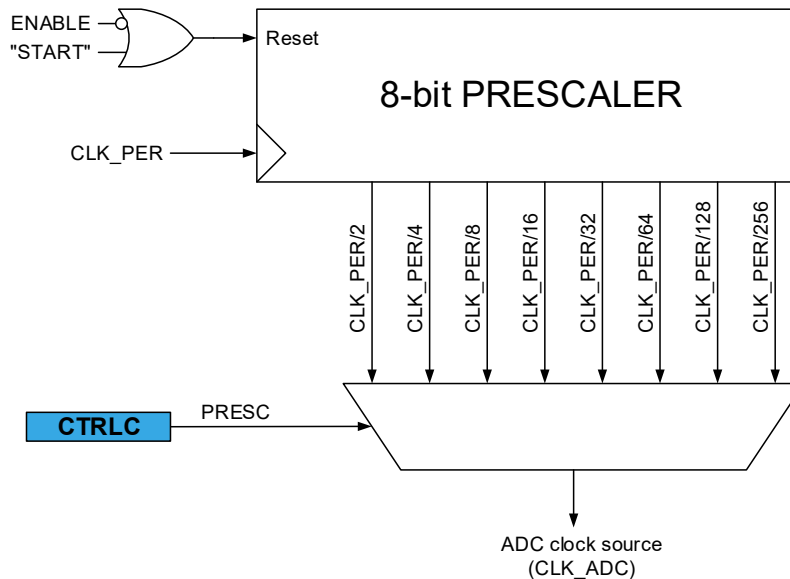 ENABLE
"START"
Reset
8-bit PRESCALER
CLK_PER
CLK_PER/2
CLK_PER/4
CLK_PER/8
CLK_PER/16
CLK_PER/32
CLK_PER/64
CLK_PER/128
CLK_PER/256
CTRLC
PRESC
ADC clock source
(CLK_ADC)